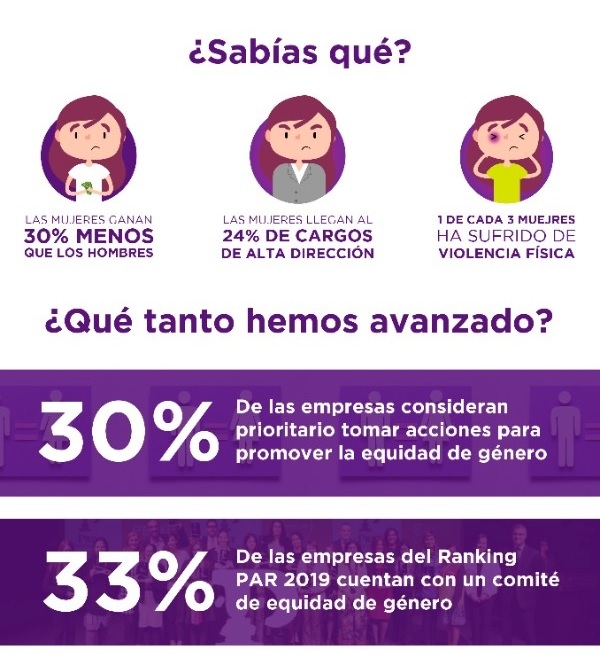 ¿Sabías qué?
LAS MUJERES GANAN
30% MENOS
QUE LOS HOMBRES
LAS MUJERES LLEGAN AL
24% DE CARGOS
DE ALTA DIRECCIÓN
1 DE CADA 3 MUEJRES
HA SUFRIDO DE
VIOLENCIA FÍSICA
¿Qué tanto hemos avanzado?
30%
De las empresas consideran
prioritario tomar acciones para
promover la equidad de género
33%
De las empresas del Ranking
PAR 2019 cuentan con un comité
de equidad de género